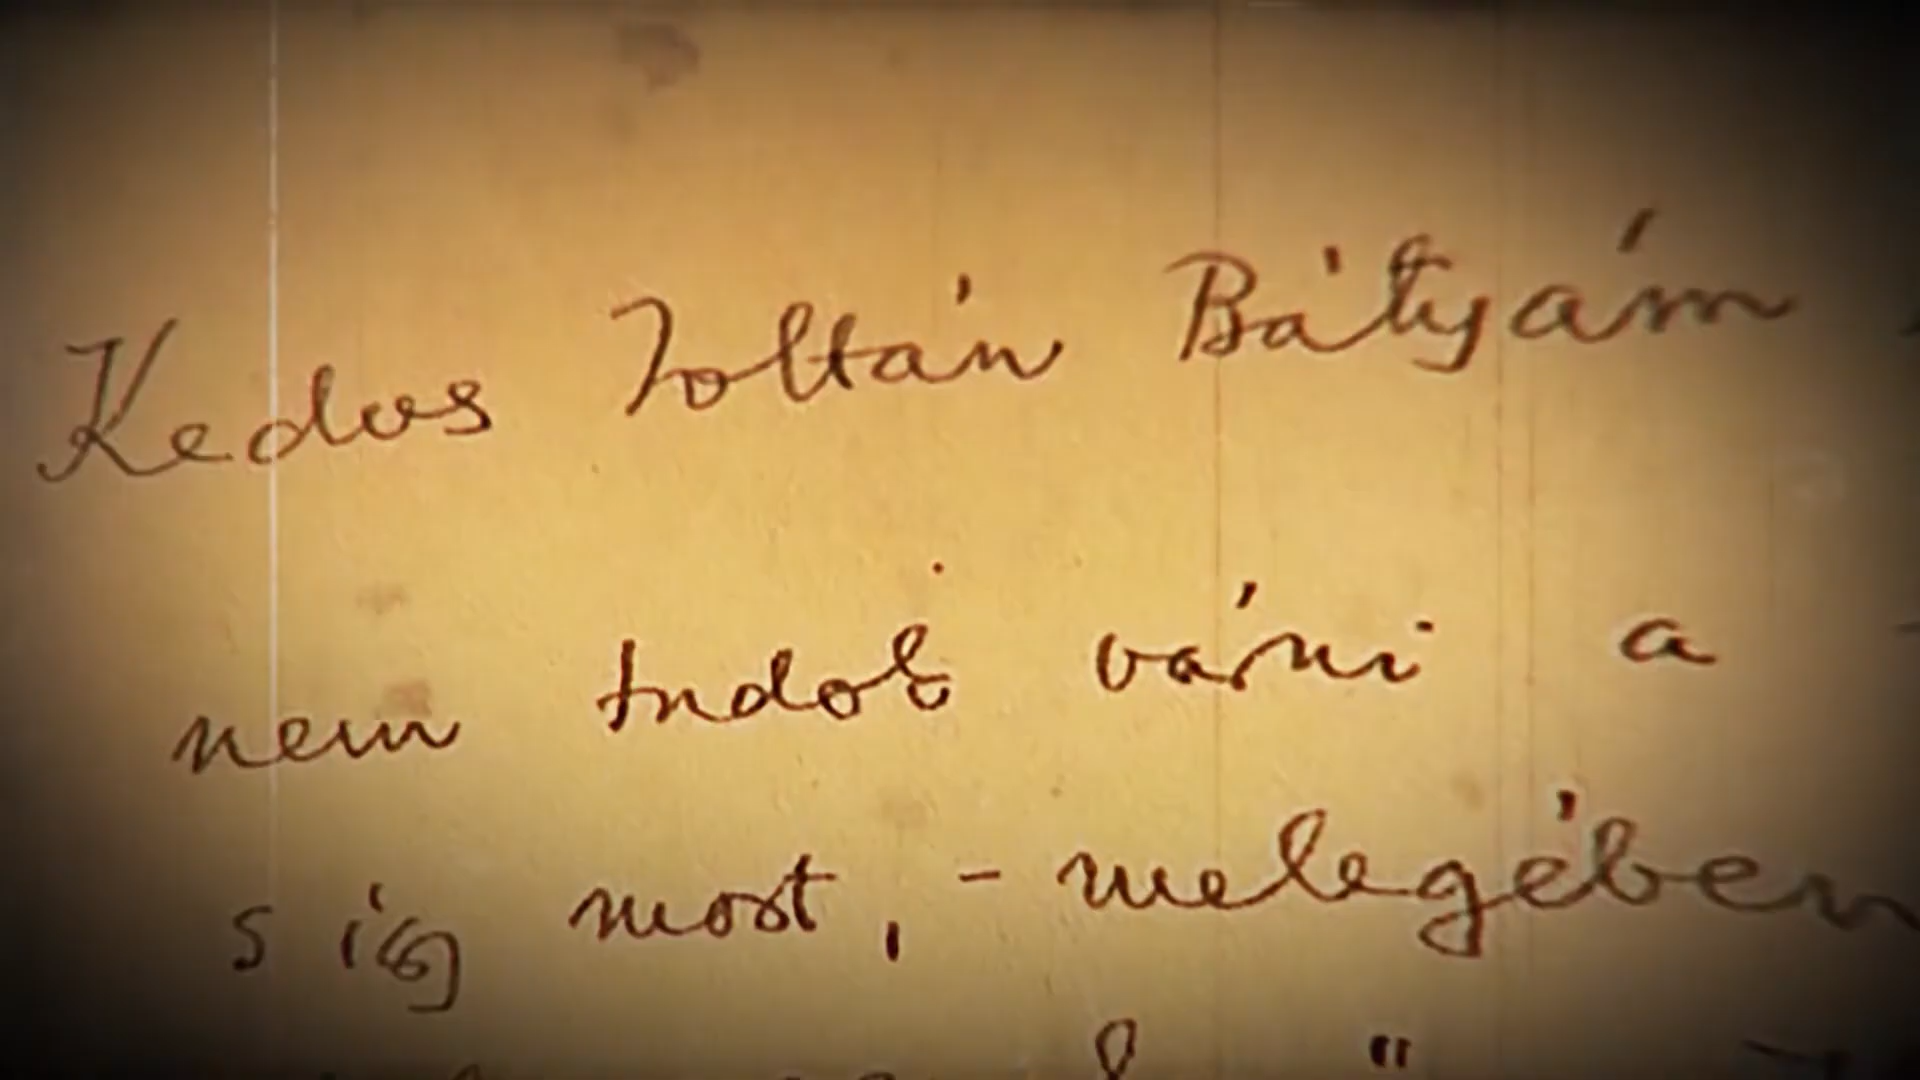 Kedves Zoltán Bátyám
nem tudok várni a
s így most, - melegében